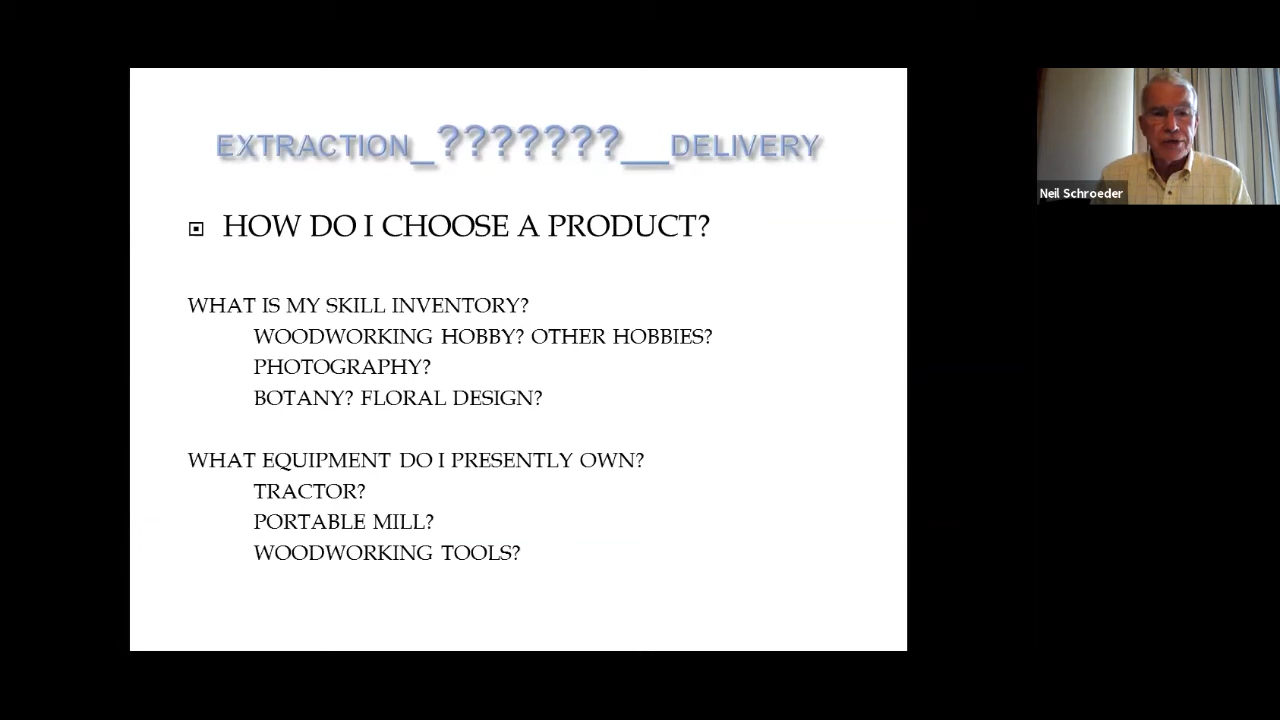 EXTRACTION_???????__DELIVERY
HOW DO I CHOOSE A PRODUCT?
WHAT IS MY SKILL INVENTORY?
WOODWORKING HOBBY? OTHER HOBBIES?
PHOTOGRAPHY?
BOTANY? FLORAL DESIGN?
WHAT EQUIPMENT DO I PRESENTLY OWN?
TRACTOR?
PORTABLE MILL?
WOODWORKING TOOLS?
Neil Schroeder